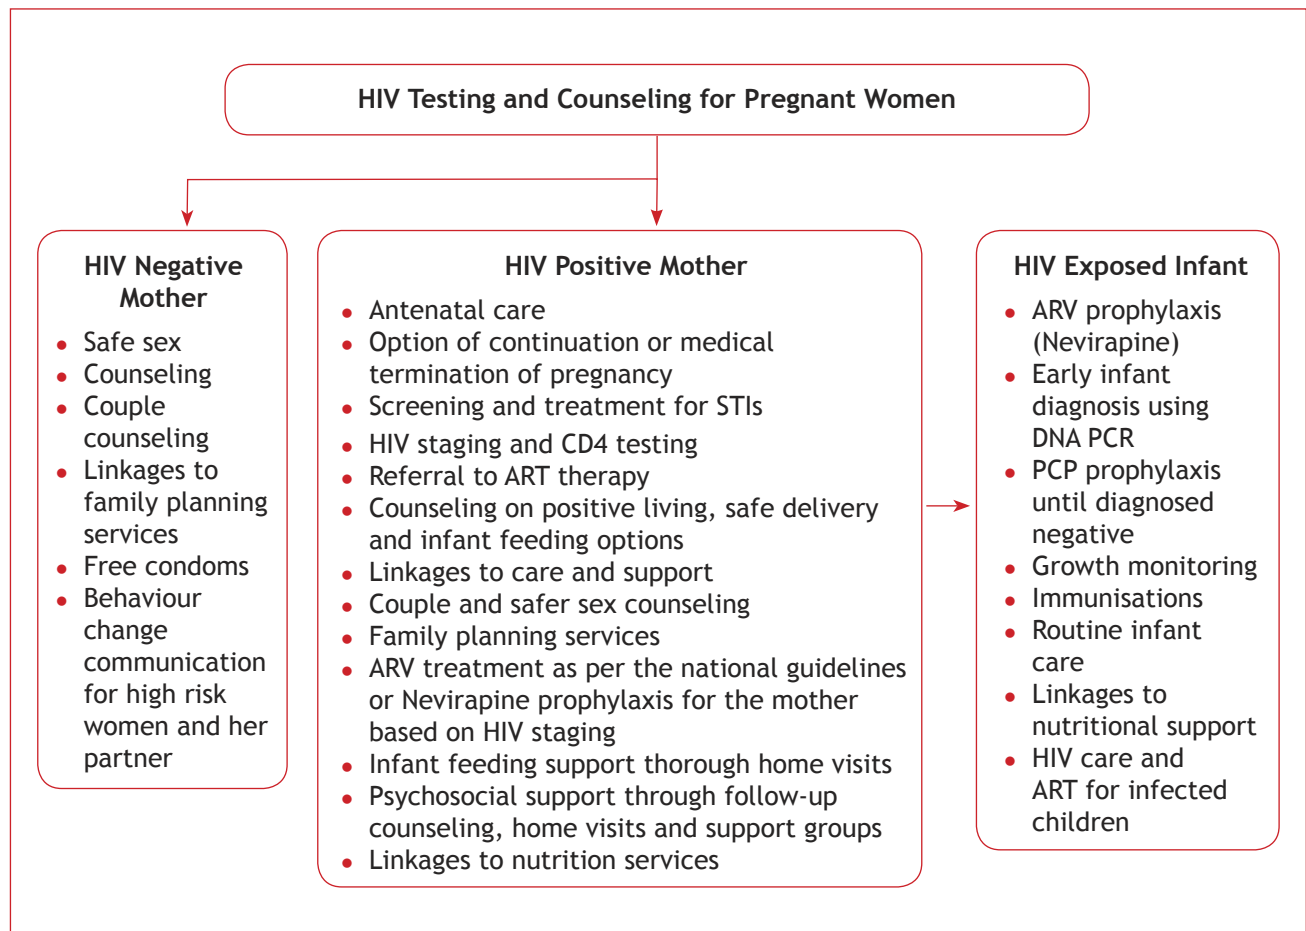 HIV Testing and Counseling for Pregnant Women
HIV Negative
Mother
• Safe sex
• Counseling
• Couple
counseling
• Linkages to
family planning
services
• Free condoms
• Behaviour
change
communication
for high risk
women and her
partner
HIV Positive Mother
• Antenatal care
• Option of continuation or medical
termination of pregnancy
• Screening and treatment for STIs
• HIV staging and CD4 testing
• Referral to ART therapy
• Counseling on positive living, safe delivery
and infant feeding options
• Linkages to care and support
• Couple and safer sex counseling
• Family planning services
• ARV treatment as per the national guidelines
or Nevirapine prophylaxis for the mother
based on HIV staging
• Infant feeding support thorough home visits
• Psychosocial support through follow-up
counseling, home visits and support groups
• Linkages to nutrition services
HIV Exposed Infant
• ARV prophylaxis
(Nevirapine)
• Early infant
diagnosis using
DNA PCR
• PCP prophylaxis
until diagnosed
negative
• Growth monitoring
• Immunisations
• Routine infant
care
• Linkages to
nutritional support
• HIV care and
ART for infected
children